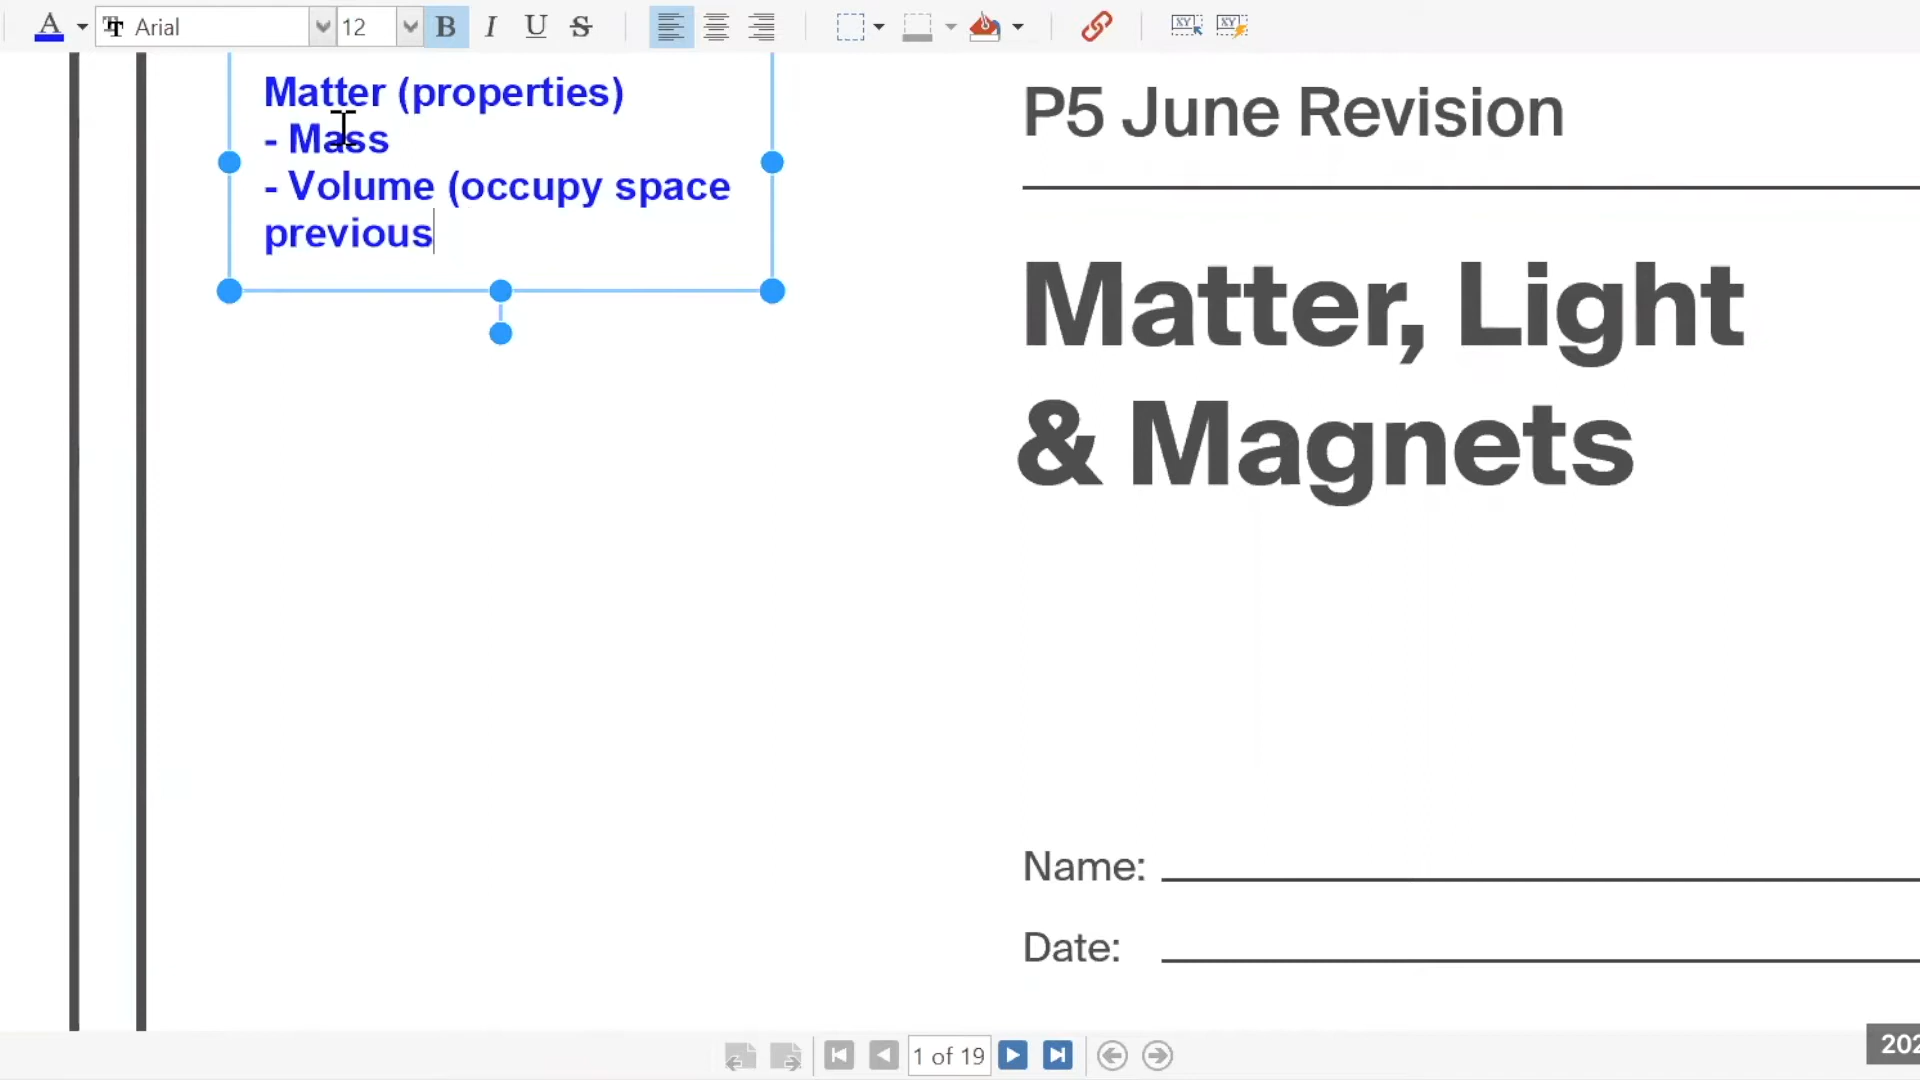 Arial
12
B I U S
Matter (properties)
- Mass
- Volume (occupy space
previous
P5 June Revision
Matter, Light
& Magnets
Name:
Date:
1 of 19